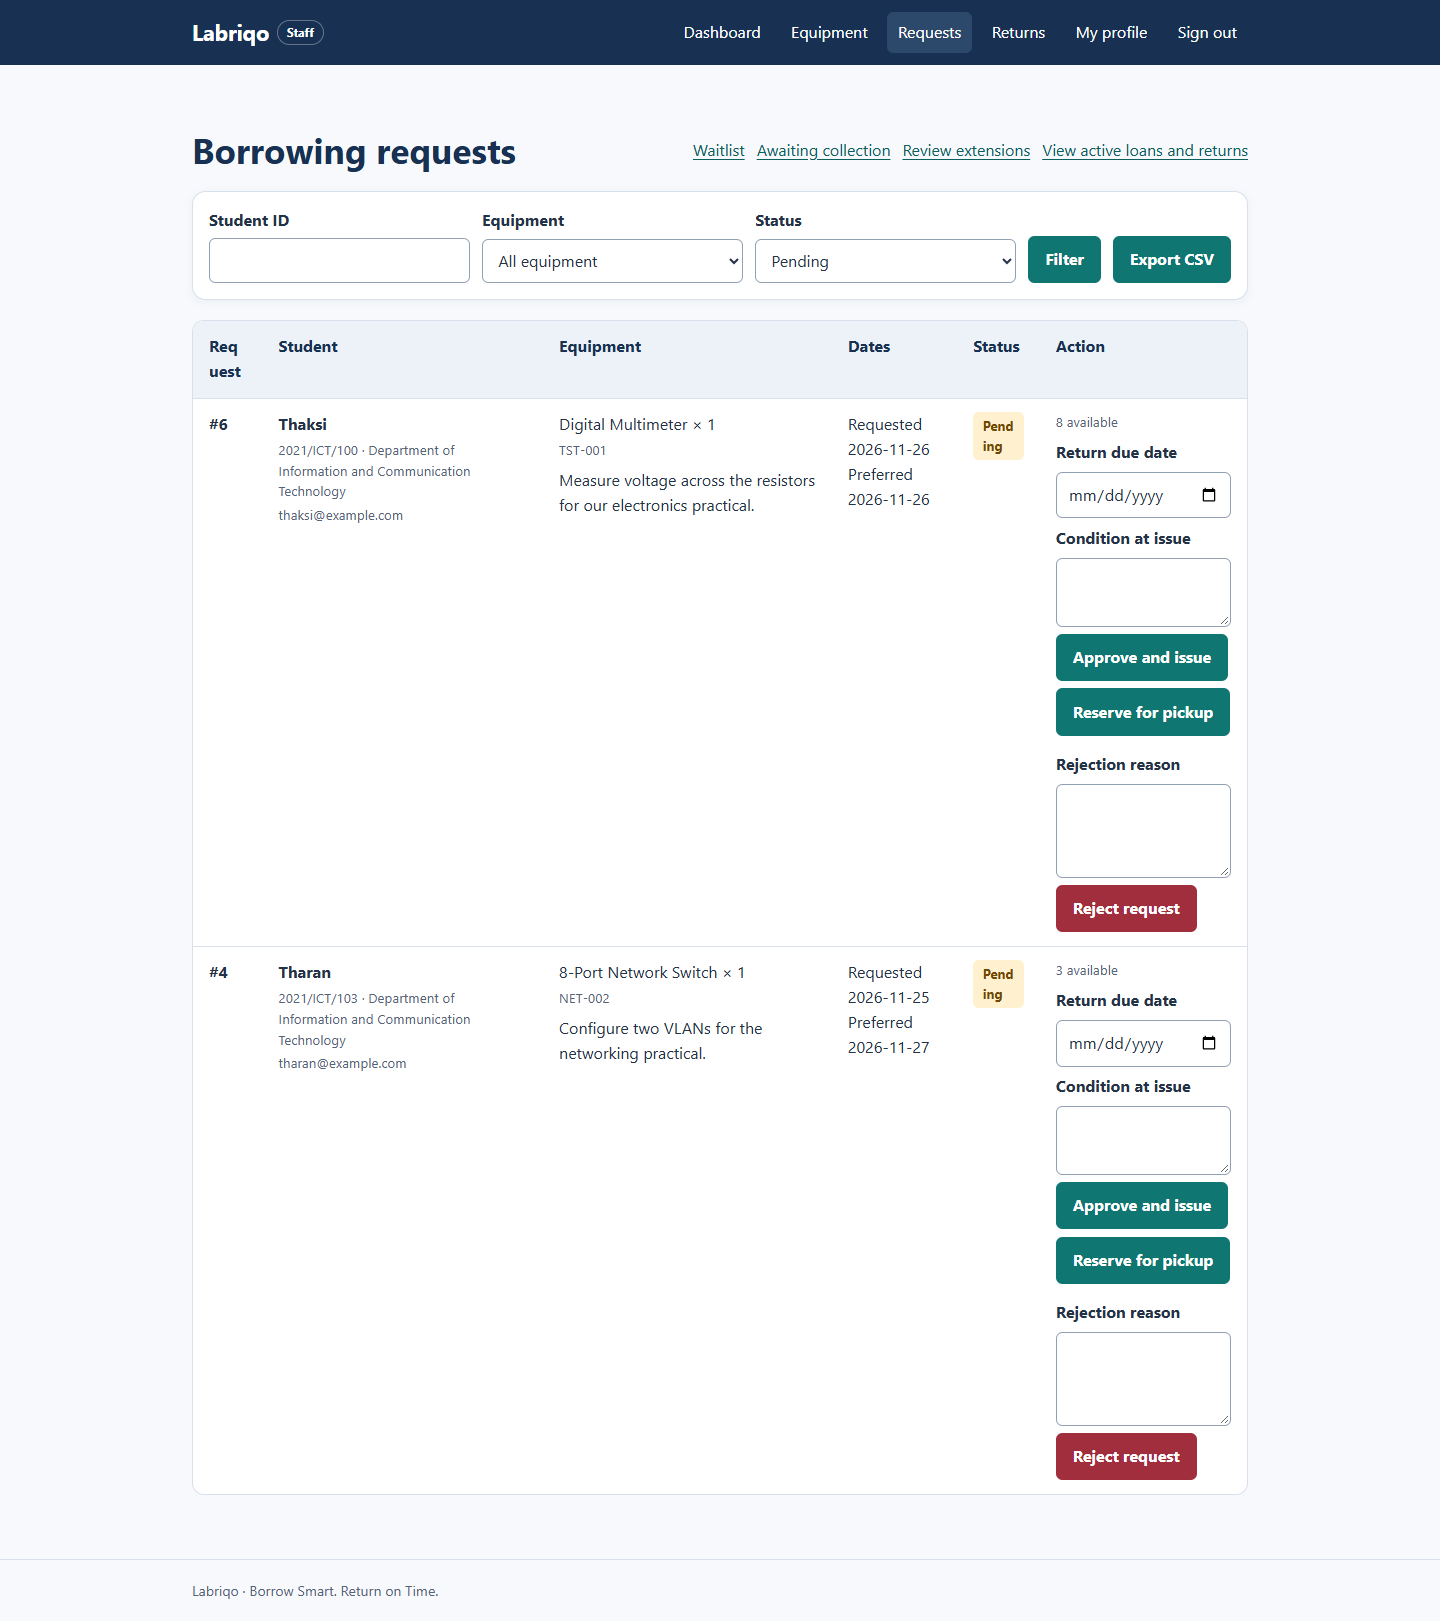 Labriqo Staff Dashboard Equipment Requests Returns My profile Sign out
Borrowing requests Waitlist Awaiting collection Review extensions View active loans and returns
Student ID Equipment Status
All equipment Pending Filter Export CSV
Req Student Equipment Dates Status Action
uest
#6
Thaksi
2021/ICT/100 · Department of
Information and Communication
Technology
thaksi@example.com
Digital Multimeter × 1
TST-001
Measure voltage across the resistors
for our electronics practical.
Requested
2026-11-26
Preferred
2026-11-26
Pend
ing
8 available
Return due date
mm/dd/yyyy
Condition at issue
Approve and issue
Reserve for pickup
Rejection reason
Reject request
#4
Tharan
2021/ICT/103 · Department of
Information and Communication
Technology
tharan@example.com
8-Port Network Switch × 1
NET-002
Configure two VLANs for the
networking practical.
Requested
2026-11-25
Preferred
2026-11-27
Pend
ing
3 available
Return due date
mm/dd/yyyy
Condition at issue
Approve and issue
Reserve for pickup
Rejection reason
Reject request
Labriqo · Borrow Smart. Return on Time.